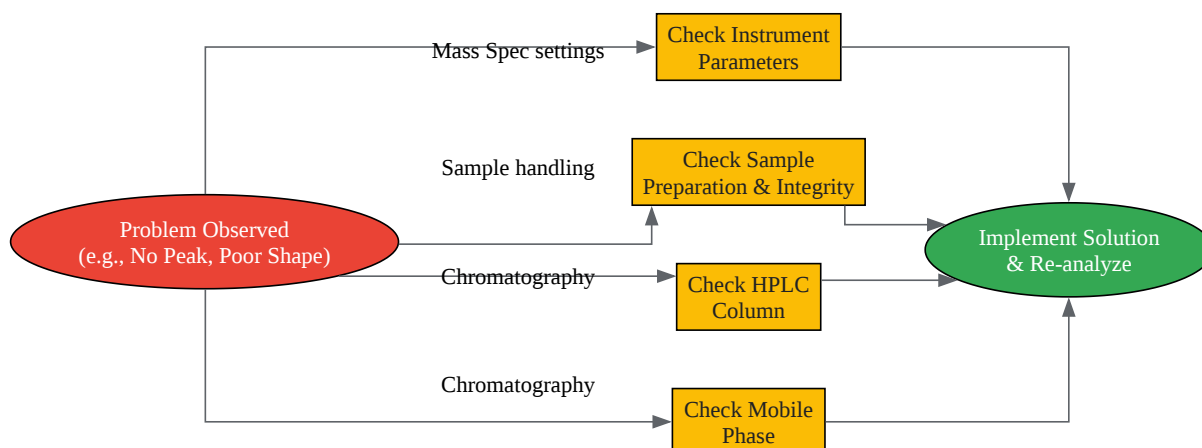 Mass Spec settings
Check Instrument
Parameters
Sample handling
Check Sample
Preparation & Integrity
Problem Observed
(e.g., No Peak, Poor Shape)
Implement Solution
& Re-analyze
Chromatography
Check HPLC
Column
Chromatography
Check Mobile
Phase